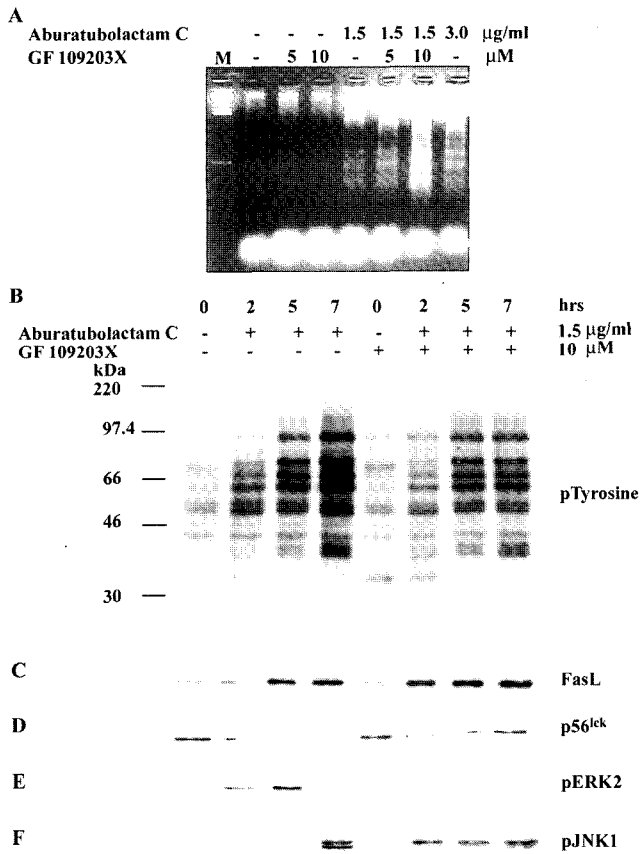 A
Aburatubolactam C - - - 1.5 1.5 1.5 3.0 μg/ml
GF 109203X M - 5 10 - 5 10 - μM
B
0 2 5 7 0 2 5 7 hrs
Aburatubolactam C - + + + - + + + 1.5 μg/ml
GF 109203X - - - - + + + + 10 μM
kDa
220
97.4
66
pTyrosine
46
30
C FasL
D p56lck
E pERK2
F pJNK1